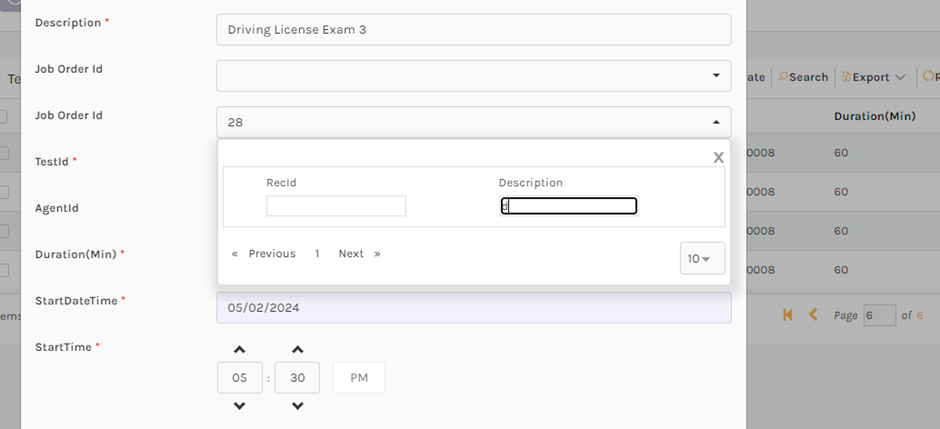 Description *
Driving License Exam 3
Job Order Id
Job Order Id
28
TestId *
X
RecId
Description
d
AgentId
Duration(Min) *
« Previous 1 Next »
10
StartDateTime *
05/02/2024
StartTime *
05 : 30 PM
Te
ate Search Export R
Duration(Min)
0008 60
0008 60
0008 60
0008 60
ems
Page 6 of 6